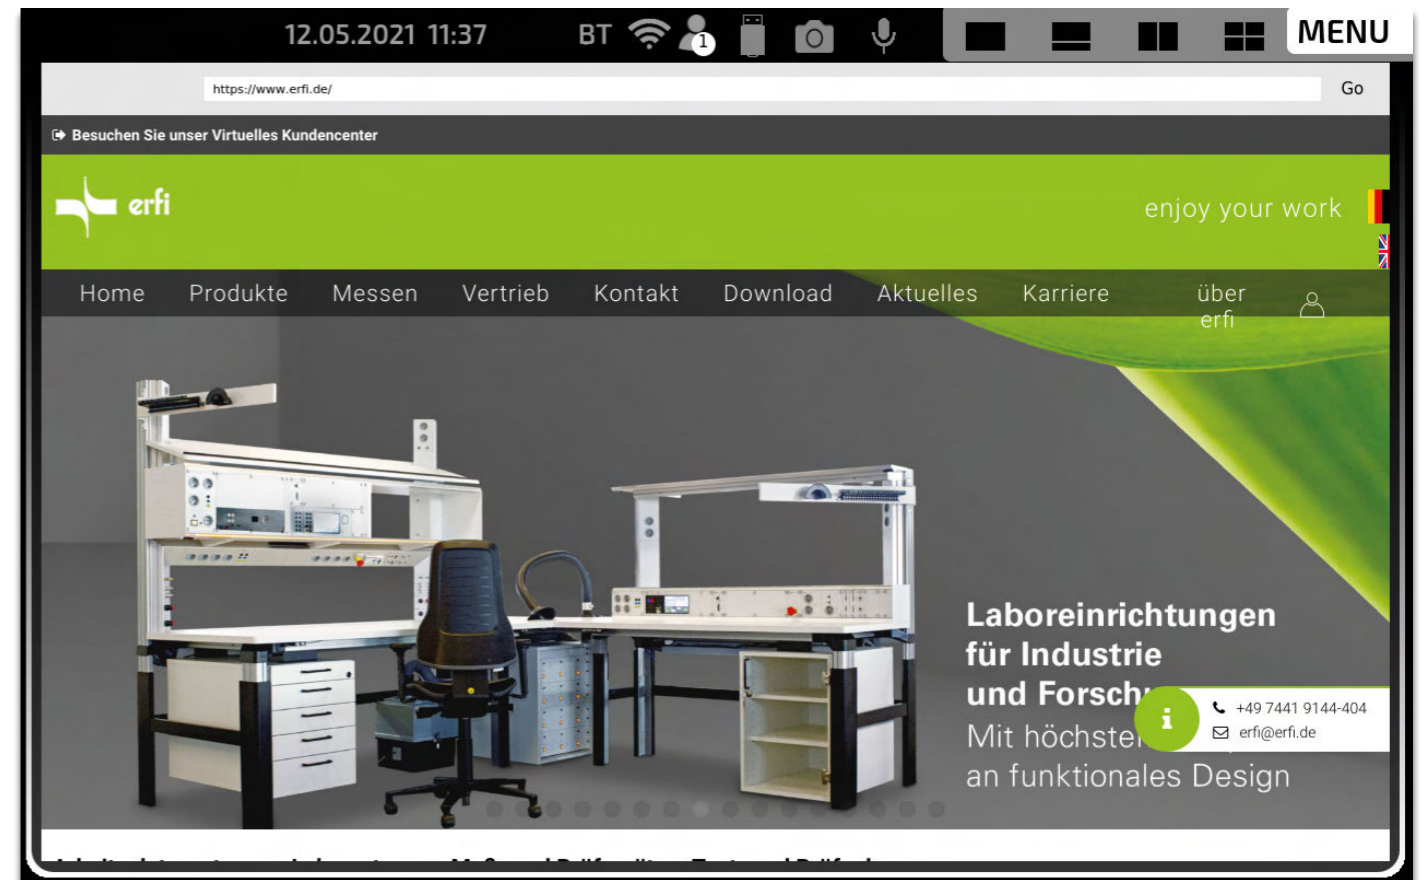 12.05.2021 11:37
BT
1
MENU
https://www.erfi.de/
Go
Besuchen Sie unser Virtuelles Kundencenter
erfi
enjoy your work
Home Produkte Messen Vertrieb Kontakt Download Aktuelles Karriere über erfi
Laboreinrichtungen
für Industrie
und Forsch
Mit höchste
an funktionales Design
i
+49 7441 9144-404
erfi@erfi.de